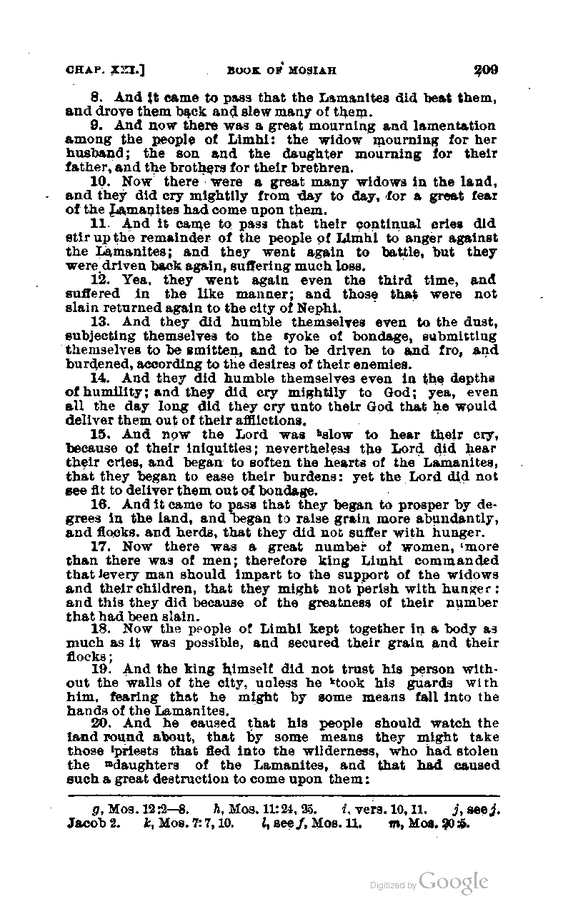 CHAP. XXI.] BOOK OF MOSIAH 209
8. And it came to pass that the Lamanites did beat them,
and drove them back and slew many of them.
9. And now there was a great mourning and lamentation
among the people of Limhi: the widow mourning for her
husband; the son and the daughter mourning for their
father, and the brothers for their brethren.
10. Now there were a great many widows in the land,
and they did cry mightily from day to day, for a great fear
of the Lamanites had come upon them.
11. And it came to pass that their continual cries did
stir up the remainder of the people of Limhi to anger against
the Lamanites; and they went again to battle, but they
were driven back again, suffering much loss.
12. Yea, they went again even the third time, and
suffered in the like manner; and those that were not
slain returned again to the city of Nephi.
13. And they did humble themselves even to the dust,
subjecting themselves to the gyoke of bondage, submitting
themselves to be smitten, and to be driven to and fro, and
burdened, according to the desires of their enemies.
14. And they did humble themselves even in the depths
of humility; and they did cry mightily to God; yea, even
all the day long did they cry unto their God that he would
deliver them out of their afflictions.
15. And now the Lord was hslow to hear their cry,
because of their iniquities; nevertheless the Lord did hear
their cries, and began to soften the hearts of the Lamanites,
that they began to ease their burdens: yet the Lord did not
see fit to deliver them out of bondage.
16. And it came to pass that they began to prosper by de-
grees in the land, and began to raise grain more abundantly,
and flocks. and herds, that they did not suffer with hunger.
17. Now there was a great number of women, imore
than there was of men; therefore king Limhi commanded
that jevery man should impart to the support of the widows
and their children, that they might not perish with hunger:
and this they did because of the greatness of their number
that had been slain.
18. Now the people of Limhi kept together in a body as
much as it was possible, and secured their grain and their
flocks;
19. And the king himself did not trust his person with-
out the walls of the city, unless he ktook his guards with
him, fearing that he might by some means fall into the
hands of the Lamanites.
20. And he caused that his people should watch the
land round about, that by some means they might take
those lpriests that fled into the wilderness, who had stolen
the mdaughters of the Lamanites, and that had caused
such a great destruction to come upon them:
g, Mos. 12:2—8. h, Mos. 11:24, 25. i, vers. 10, 11. j, see j.
Jacob 2. k, Mos. 7:7, 10. l, see f, Mos. 11. m, Mos. 20:5.
Digitized by Google